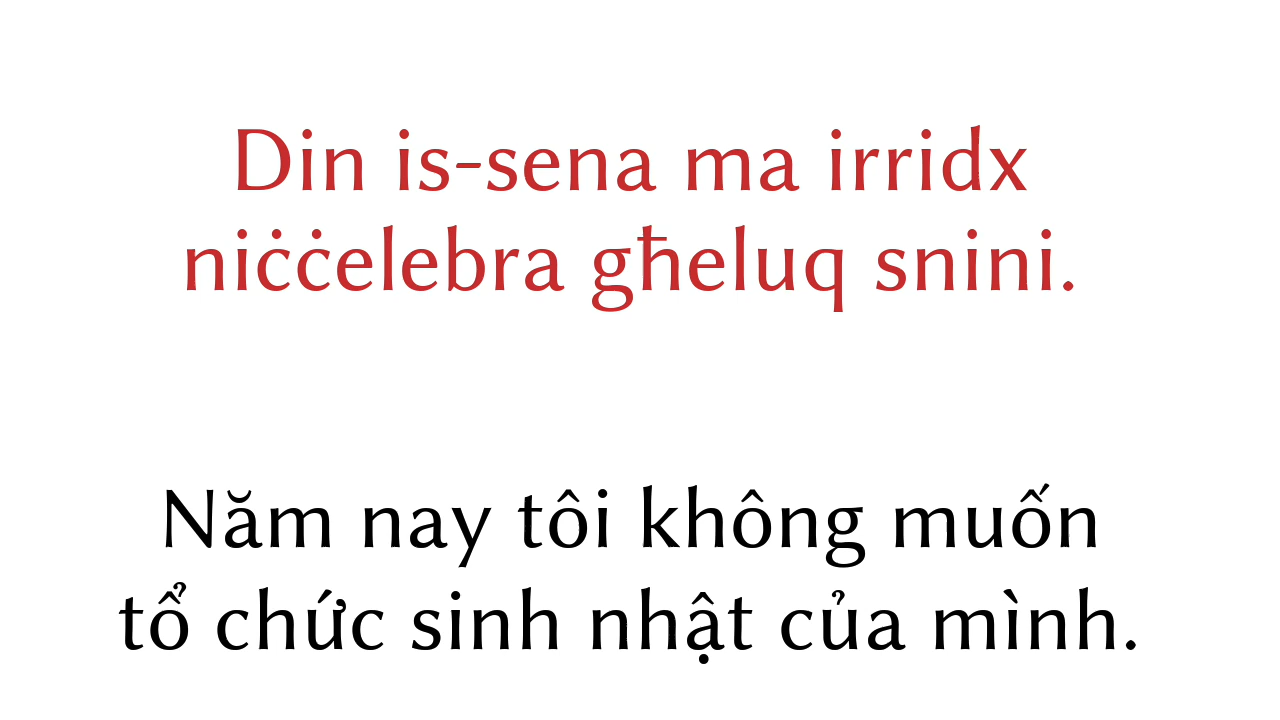 Din is-sena ma irridx
niċċelebra għeluq snini.
Năm nay tôi không muốn
tổ chức sinh nhật của mình.